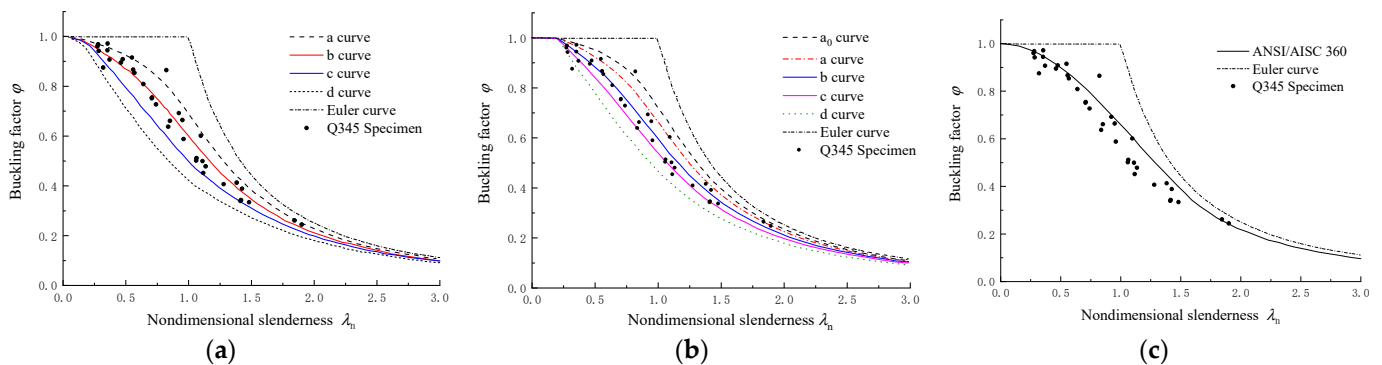 Buckling factor φ
1.0
0.8
0.6
0.4
0.2
0.0
a curve
b curve
c curve
d curve
Euler curve
Q345 Specimen
0.0 0.5 1.0 1.5 2.0 2.5 3.0
Nondimensional slenderness λn
(a)
Buckling factor φ
1.0
0.8
0.6
0.4
0.2
0.0
a0 curve
a curve
b curve
c curve
d curve
Euler curve
Q345 Specimen
0.0 0.5 1.0 1.5 2.0 2.5 3.0
Nondimensional slenderness λn
(b)
Buckling factor φ
1.0
0.8
0.6
0.4
0.2
0.0
ANSI/AISC 360
Euler curve
Q345 Specimen
0.0 0.5 1.0 1.5 2.0 2.5 3.0
Nondimensional slenderness λn
(c)